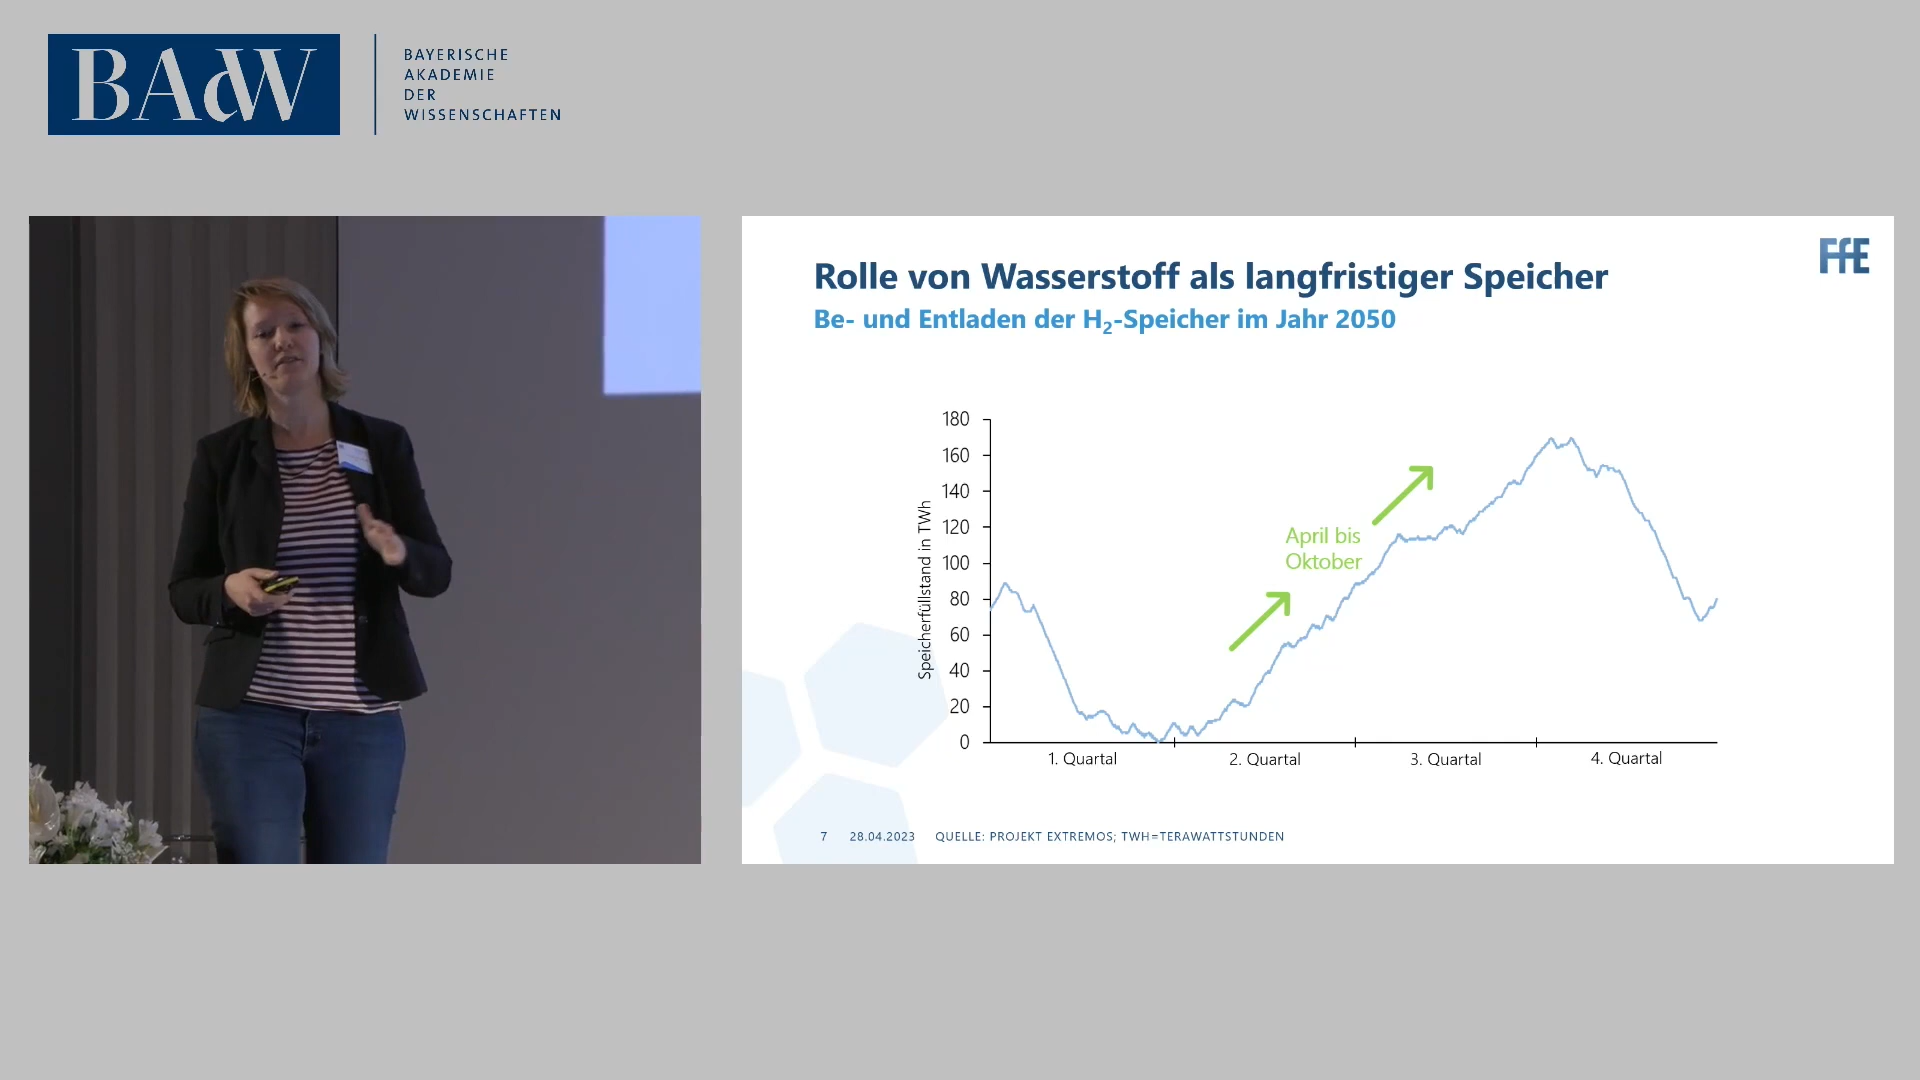 BAdW
BAYERISCHE
AKADEMIE
DER
WISSENSCHAFTEN
FfE
Rolle von Wasserstoff als langfristiger Speicher
Be- und Entladen der H₂-Speicher im Jahr 2050
Speicherfüllstand in TWh
180
160
140
120
100
80
60
40
20
0
April bis
Oktober
1. Quartal
2. Quartal
3. Quartal
4. Quartal
7 28.04.2023 QUELLE: PROJEKT EXTREMOS; TWH=TERAWATTSTUNDEN